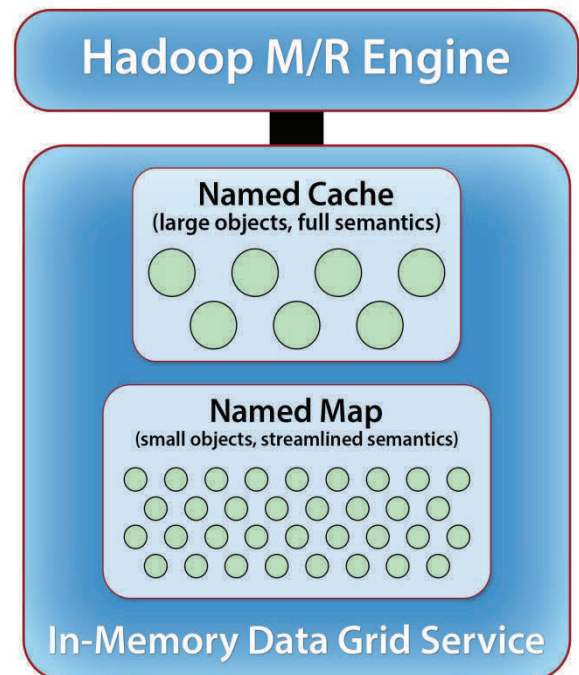 Hadoop M/R Engine
Named Cache
(large objects, full semantics)
Named Map
(small objects, streamlined semantics)
In-Memory Data Grid Service